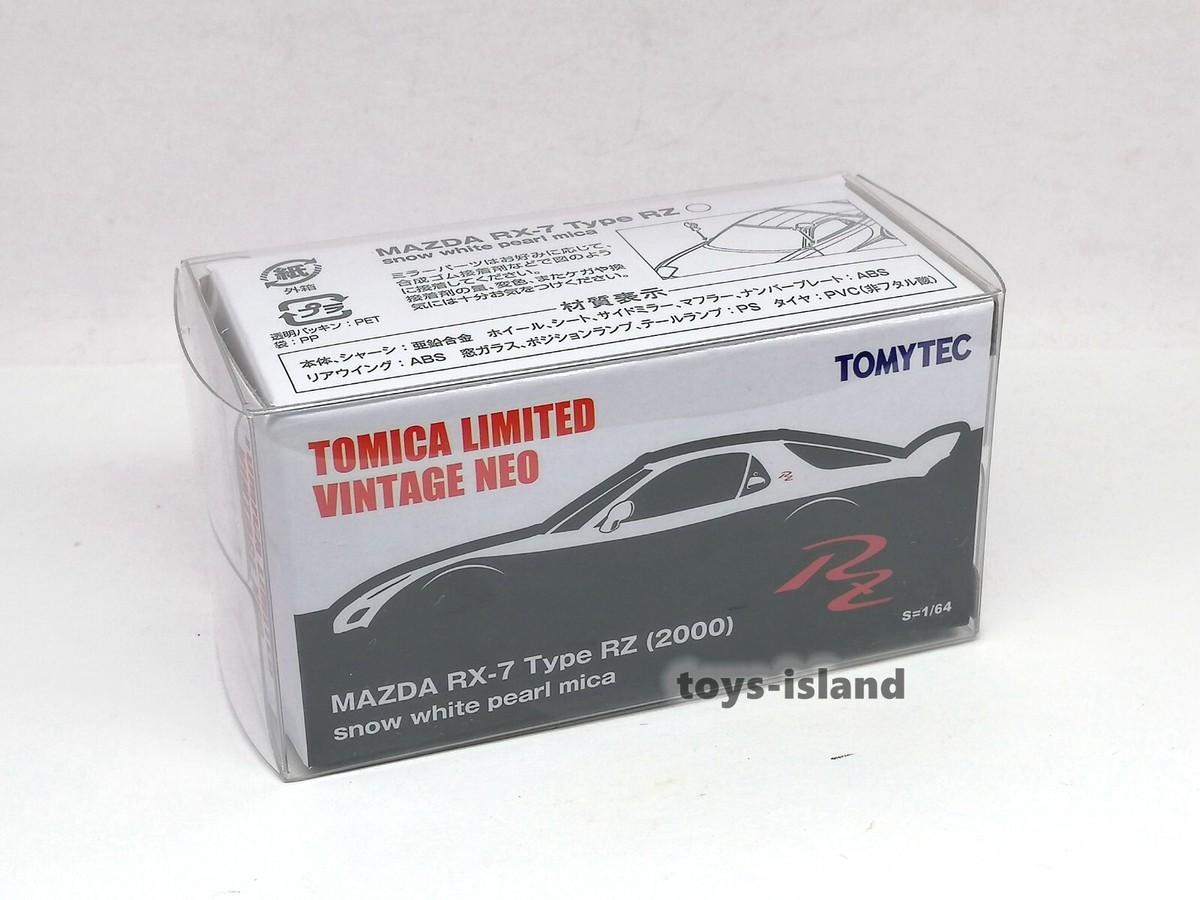 MAZDA RX-7 Type RZ
snow white pearl mica
ミラーパーツはお好みに応じて、
合成ゴム接着剤などで図のよう
に接着してください。
接着剤の量、変色、またケガや換
気には十分お気をつけください。
紙
外箱
プラ
透明パッキン:PET
袋:PP
材質表示
本体、シャーシ:亜鉛合金 ホイール、シート、サイドミラー、マフラー、ナンバープレート:ABS
リアウイング:ABS 窓ガラス、ポジションランプ、テールランプ:PS タイヤ:PVC(非フタル酸)
TOMYTEC
TOMICA LIMITED
VINTAGE NEO
RZ
RZ
S=1/64
MAZDA RX-7 Type RZ (2000)
snow white pearl mica
toys-island